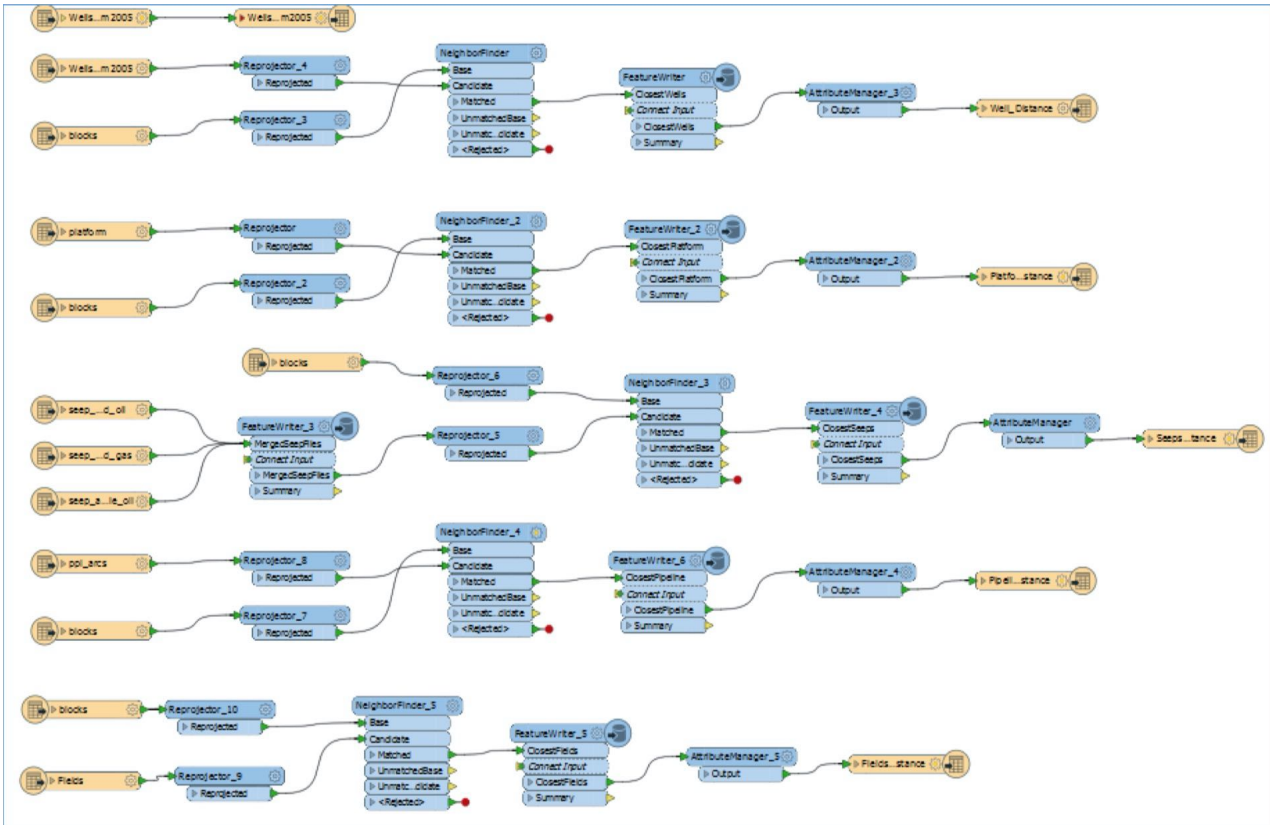 Wells...m2005
Wells...m2005
Wells...m2005
Reprojector_4
Reprojected
blocks
Reprojector_3
Reprojected
NeighborFinder
Base
Candidate
Matched
UnmatchedBase
Unmatc...didate
<Rejected>
FeatureWriter
ClosestWells
Connect Input
ClosestWells
Summary
AttributeManager_3
Output
Well_Distance
platform
Reprojector
Reprojected
blocks
Reprojector_2
Reprojected
NeighborFinder_2
Base
Candidate
Matched
UnmatchedBase
Unmatc...didate
<Rejected>
FeatureWriter_2
ClosestPlatform
Connect Input
ClosestPlatform
Summary
AttributeManager_2
Output
Platfo...stance
blocks
Reprojector_6
Reprojected
seep_...d_oil
seep_...d_gas
seep_a...le_oil
FeatureWriter_3
MergedSeepFiles
Connect Input
MergedSeepFiles
Summary
Reprojector_5
Reprojected
NeighborFinder_3
Base
Candidate
Matched
UnmatchedBase
Unmatc...didate
<Rejected>
FeatureWriter_4
ClosestSeeps
Connect Input
ClosestSeeps
Summary
AttributeManager
Output
Seeps...tance
ppl_arcs
Reprojector_8
Reprojected
blocks
Reprojector_7
Reprojected
NeighborFinder_4
Base
Candidate
Matched
UnmatchedBase
Unmatc...didate
<Rejected>
FeatureWriter_6
ClosestPipeline
Connect Input
ClosestPipeline
Summary
AttributeManager_4
Output
Pipeli...stance
blocks
Reprojector_10
Reprojected
Fields
Reprojector_9
Reprojected
NeighborFinder_5
Base
Candidate
Matched
UnmatchedBase
Unmatc...didate
<Rejected>
FeatureWriter_5
ClosestFields
Connect Input
ClosestFields
Summary
AttributeManager_5
Output
Fields...stance